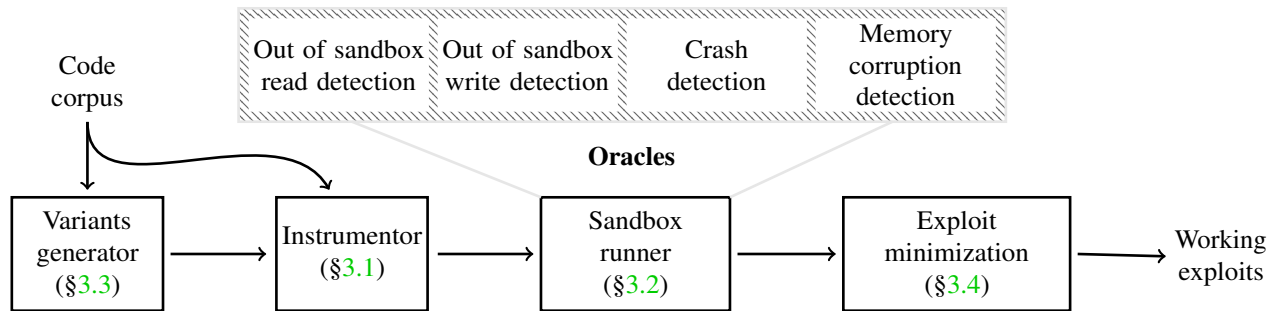 Code
corpus
Out of sandbox
read detection
Out of sandbox
write detection
Crash
detection
Memory
corruption
detection
Oracles
Variants
generator
(§3.3)
Instrumentor
(§3.1)
Sandbox
runner
(§3.2)
Exploit
minimization
(§3.4)
Working
exploits